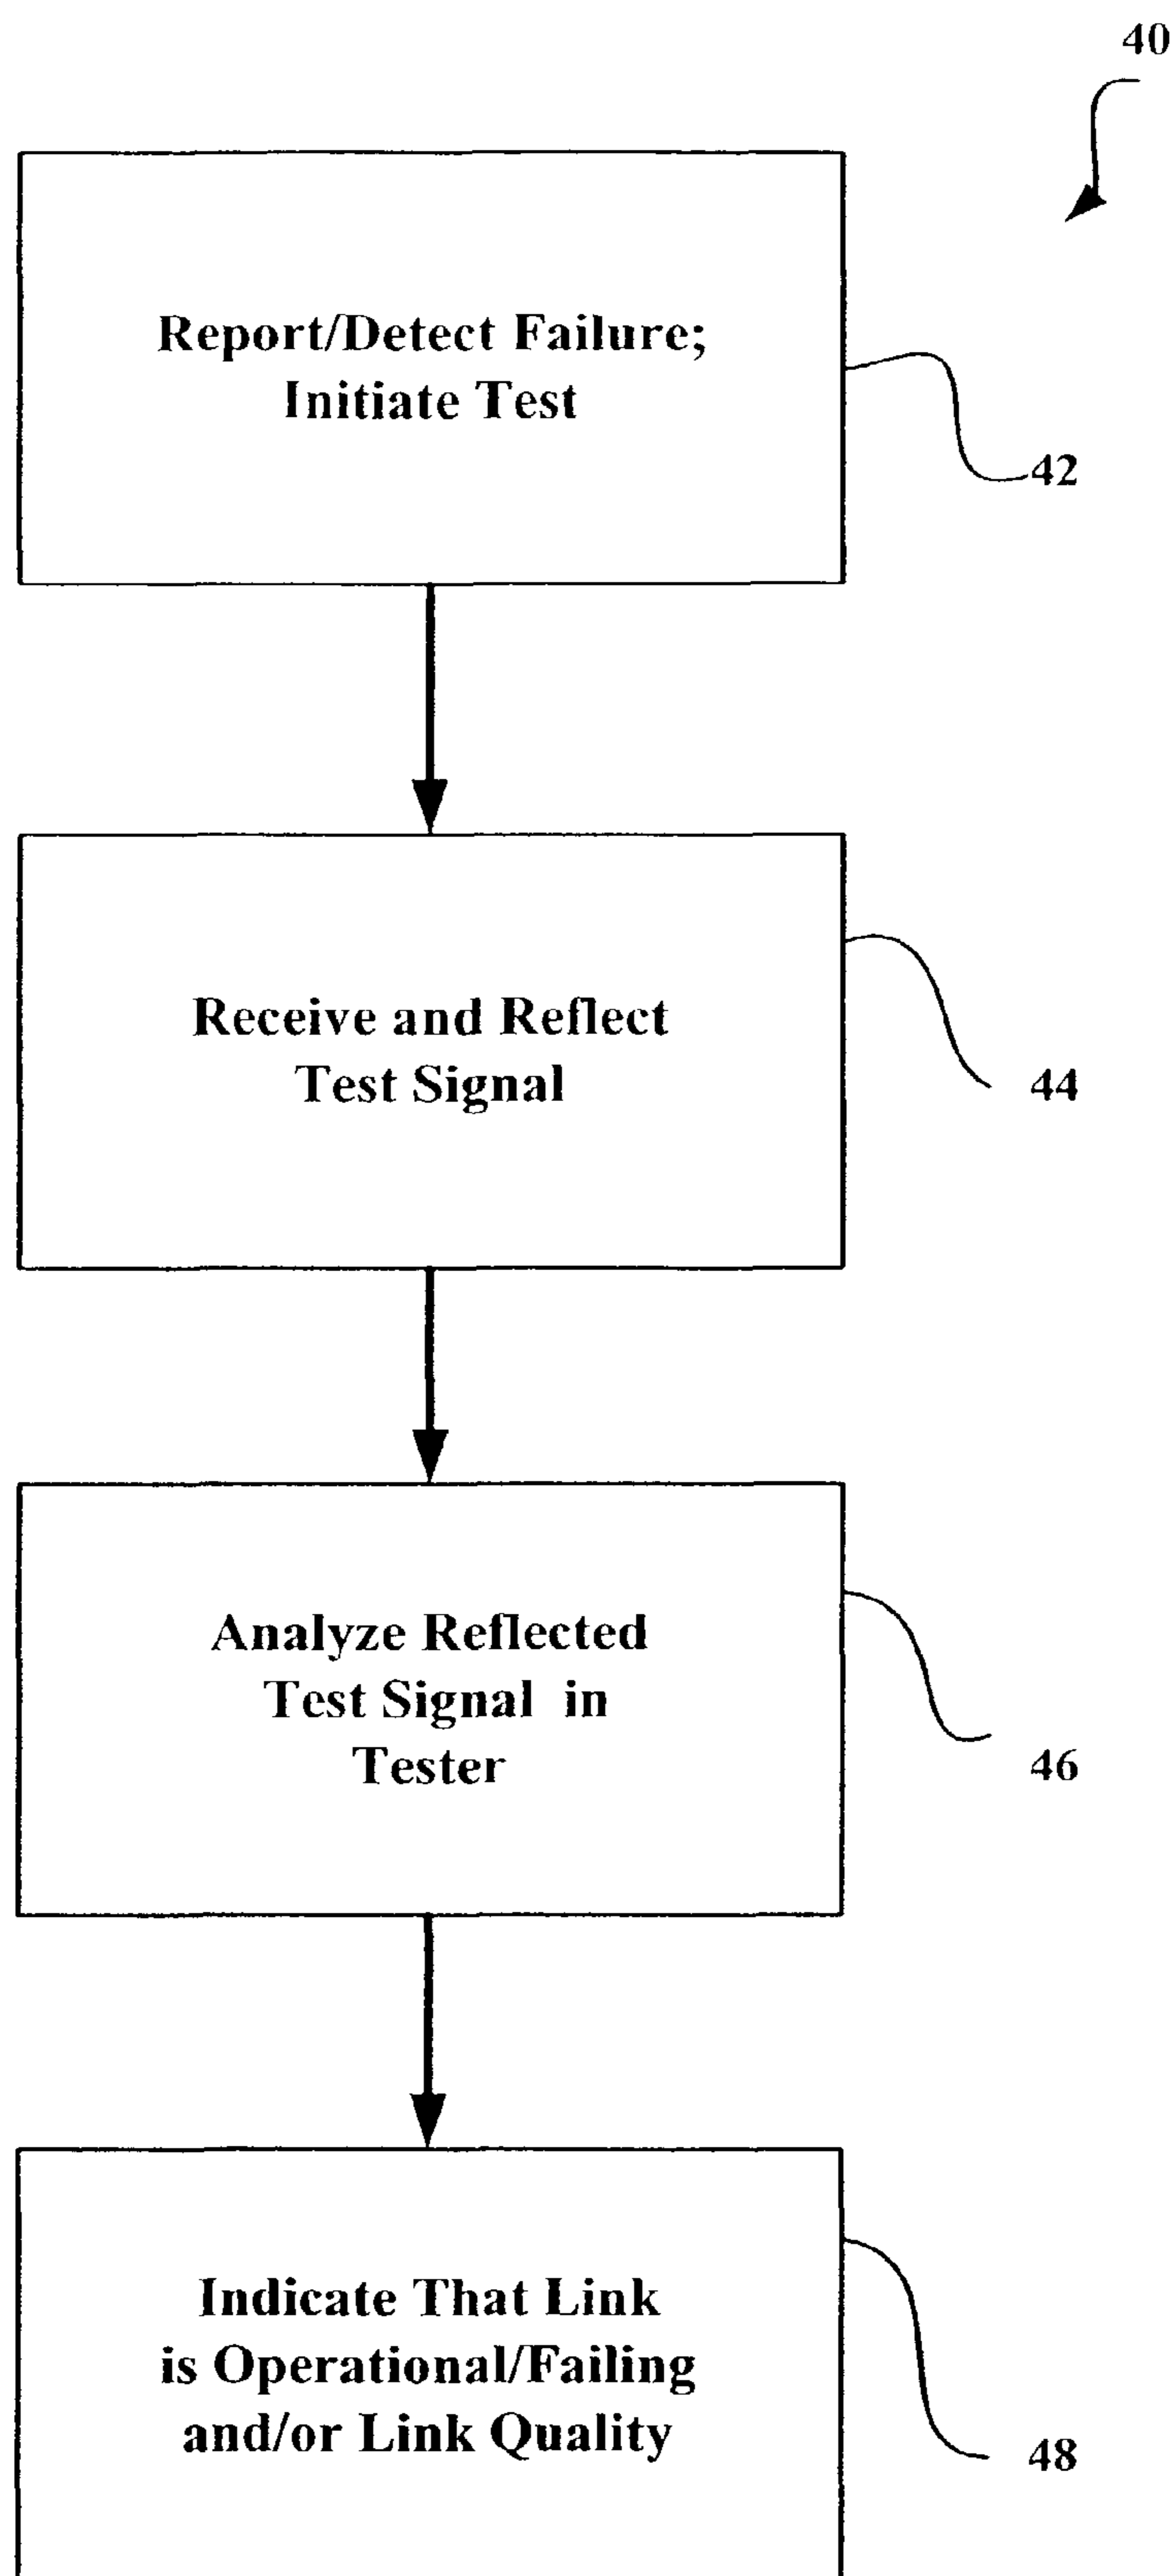 40
Report/Detect Failure;
Initiate Test
42
Receive and Reflect
Test Signal
44
Analyze Reflected
Test Signal in
Tester
46
Indicate That Link
is Operational/Failing
and/or Link Quality
48